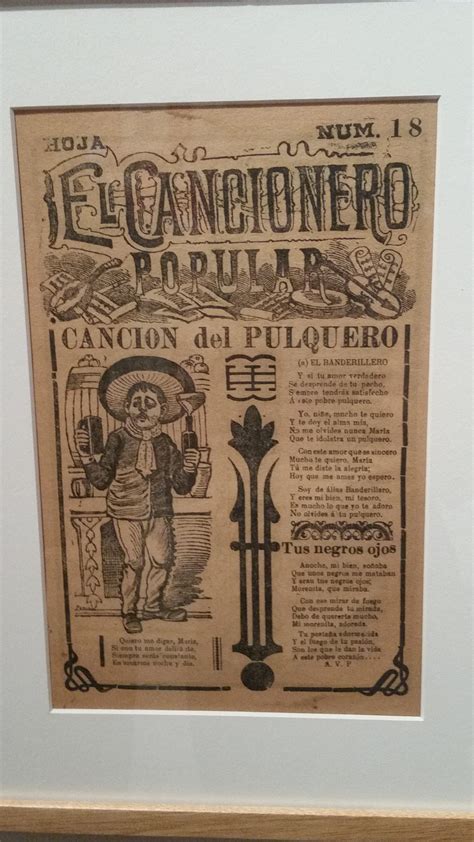 HOJA
NUM. 18
EL CANCIONERO
POPULAR
CANCION del PULQUERO
(a) EL BANDERILLERO
Y si tu amor verdadero
Se desprende de tu pecho,
Siempre tendrás satisfecho
A este pobre pulquero.
Yo, niña, mucho te quiero
Y te doy el alma mia,
No me olvides nunca María
Que te idolatra un pulquero.
Con este amor que es sincero
Mucho te quiero, María
Tú me diste la alegría;
Hoy que me amas yo espero.
Soy de álias Banderillero,
Y eres mi bien, mi tesoro.
Es mucho lo que yo te adoro
No olvides á tu pulquero.
Tus negros ojos
Anoche, mi bien, soñaba
Que unos negros me mataban
Y eran tus negros ojos,
Morenita, que miraba.
Con ese mirar de fuego
Que desprende tu mirada,
Debo de quererte mucho,
Mi morenita, adorada.
Tu pestaña adormecida
Y el fuego de tu pasión,
Son los que le dan la vida
A este pobre corazón....
A. V. P
Quiero me digas, María,
Si con tu amor
Siempre serás constante,
En amarme noche y día.